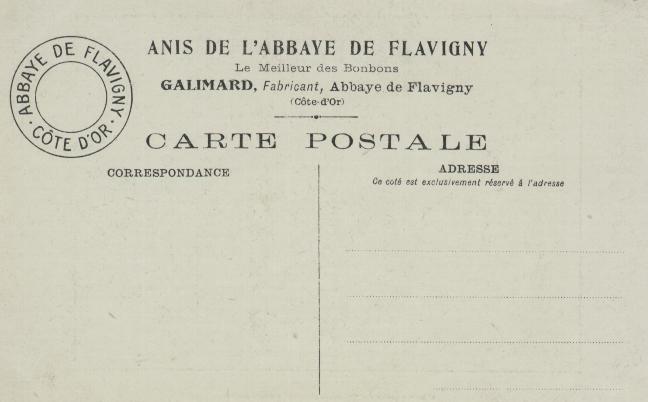 ABBAYE DE FLAVIGNY
· CÔTE D'OR ·
ANIS DE L'ABBAYE DE FLAVIGNY
Le Meilleur des Bonbons
GALIMARD, Fabricant, Abbaye de Flavigny
(Côte-d'Or)
CARTE POSTALE
CORRESPONDANCE
ADRESSE
Ce coté est exclusivement réservé à l'adresse